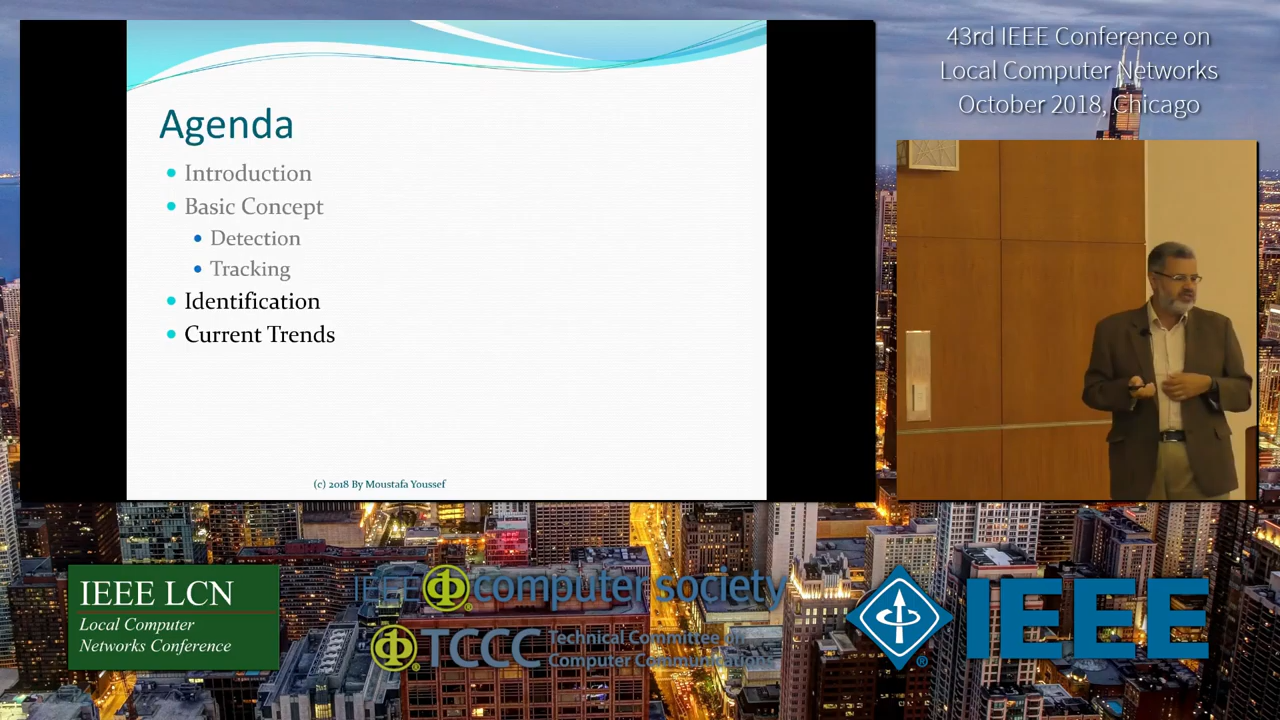 43rd IEEE Conference on
Local Computer Networks
October 2018, Chicago
Agenda
Introduction
Basic Concept
Detection
Tracking
Identification
Current Trends
(c) 2018 By Moustafa Youssef
IEEE LCN
Local Computer
Networks Conference
IEEE computer society
TCCC Technical Committee on
Computer Communications
IEEE